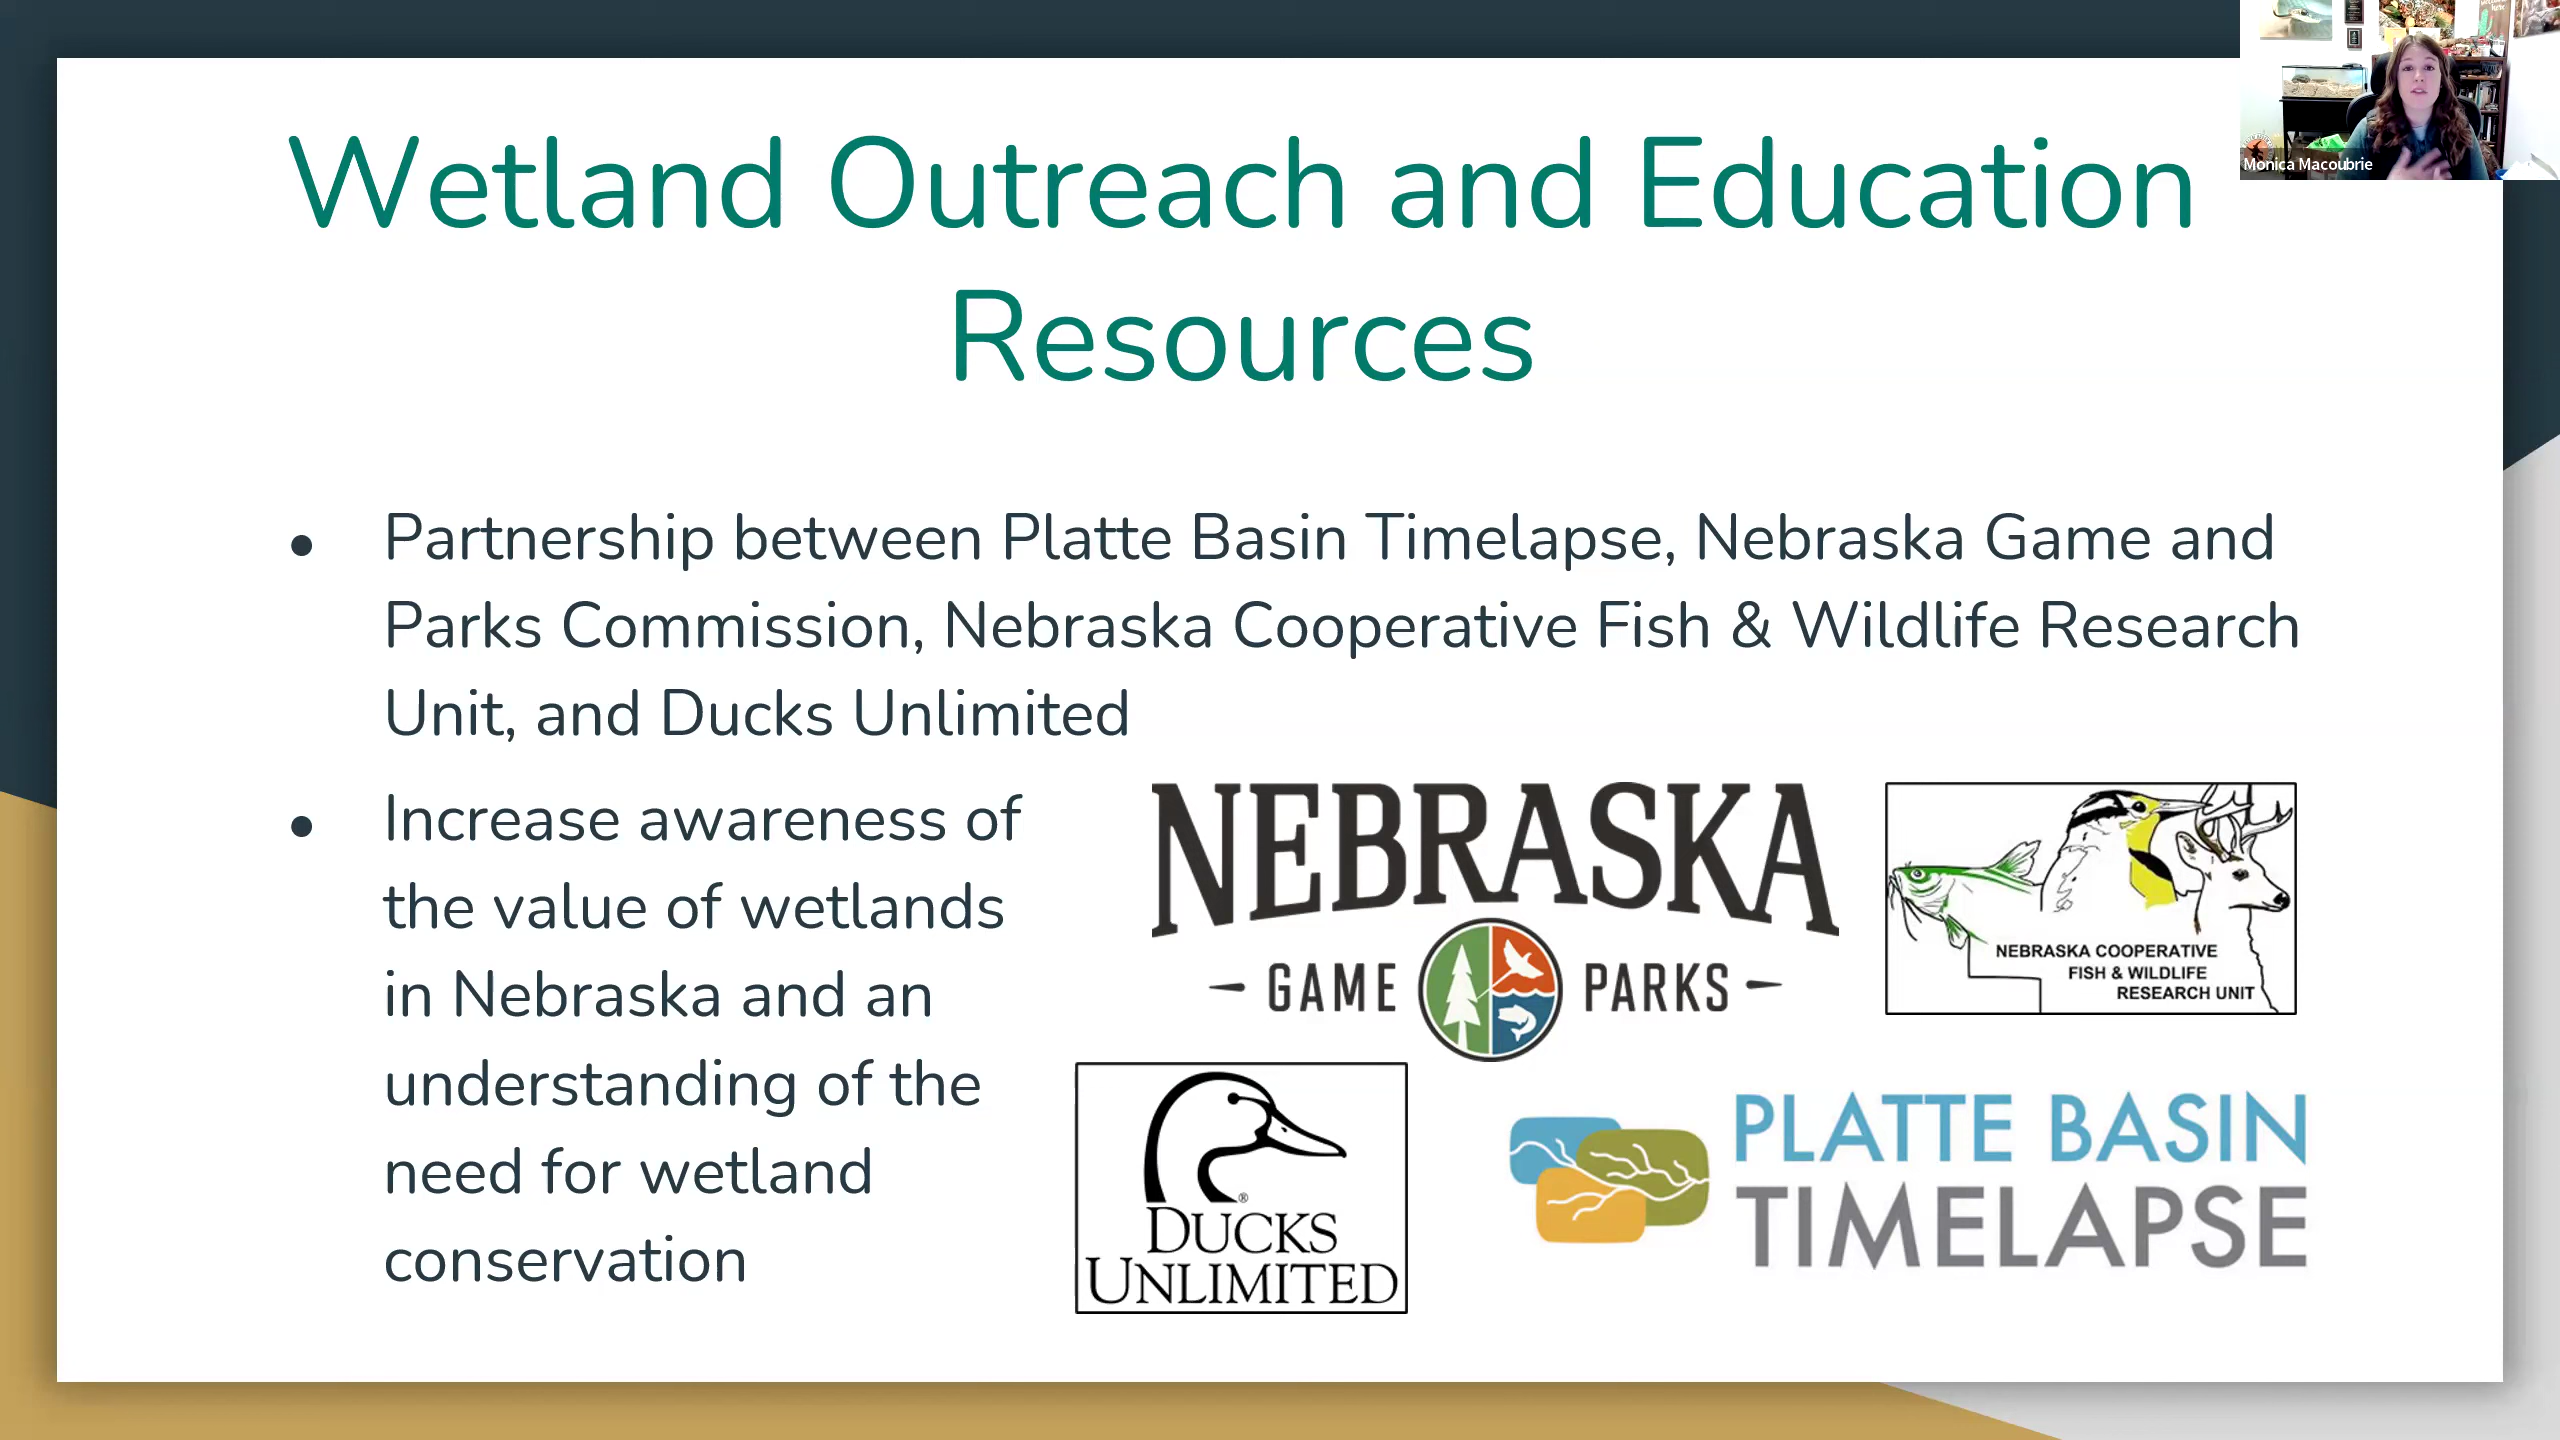 Wetland Outreach and Education
Resources
Monica Macoubrie
• Partnership between Platte Basin Timelapse, Nebraska Game and
Parks Commission, Nebraska Cooperative Fish & Wildlife Research
Unit, and Ducks Unlimited
• Increase awareness of
the value of wetlands
in Nebraska and an
understanding of the
need for wetland
conservation
NEBRASKA
GAME PARKS
NEBRASKA COOPERATIVE
FISH & WILDLIFE
RESEARCH UNIT
®
DUCKS
UNLIMITED
PLATTE BASIN
TIMELAPSE